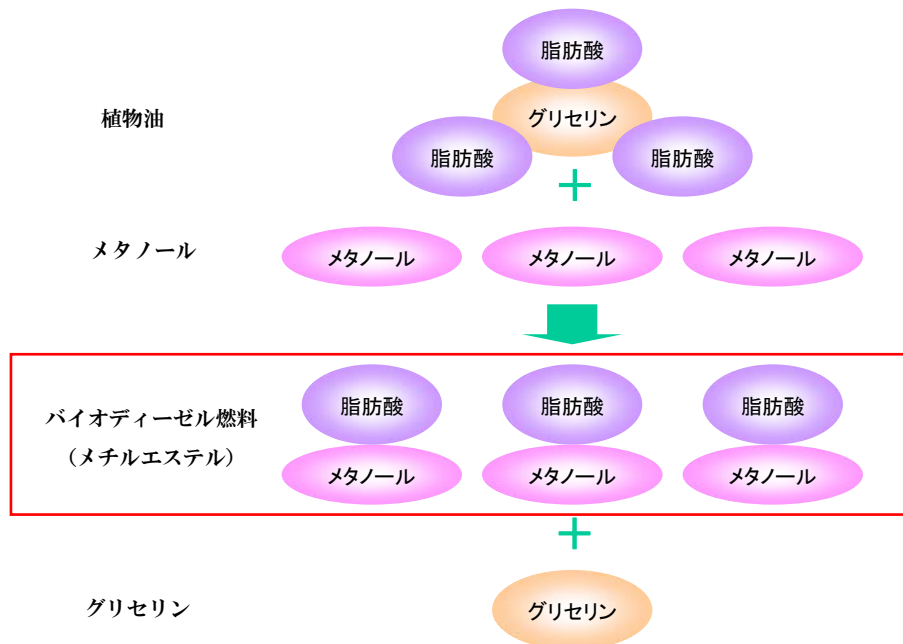 脂肪酸
植物油
グリセリン
脂肪酸
脂肪酸
+
メタノール
メタノール
メタノール
メタノール
脂肪酸
脂肪酸
脂肪酸
バイオディーゼル燃料
（メチルエステル）
メタノール
メタノール
メタノール
+
グリセリン
グリセリン